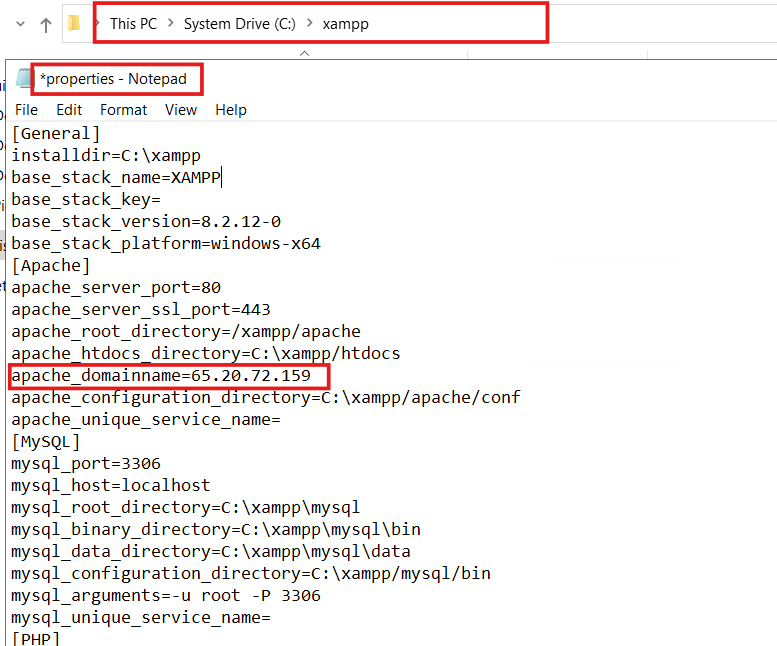 This PC > System Drive (C:) > xampp
*properties - Notepad
File Edit Format View Help
[General]
installdir=C:\xampp
base_stack_name=XAMPP
base_stack_key=
base_stack_version=8.2.12-0
base_stack_platform=windows-x64
[Apache]
apache_server_port=80
apache_server_ssl_port=443
apache_root_directory=/xampp/apache
apache_htdocs_directory=C:\xampp/htdocs
apache_domainname=65.20.72.159
apache_configuration_directory=C:\xampp/apache/conf
apache_unique_service_name=
[MySQL]
mysql_port=3306
mysql_host=localhost
mysql_root_directory=C:\xampp\mysql
mysql_binary_directory=C:\xampp\mysql\bin
mysql_data_directory=C:\xampp\mysql\data
mysql_configuration_directory=C:\xampp/mysql/bin
mysql_arguments=-u root -P 3306
mysql_unique_service_name=
[PHP]